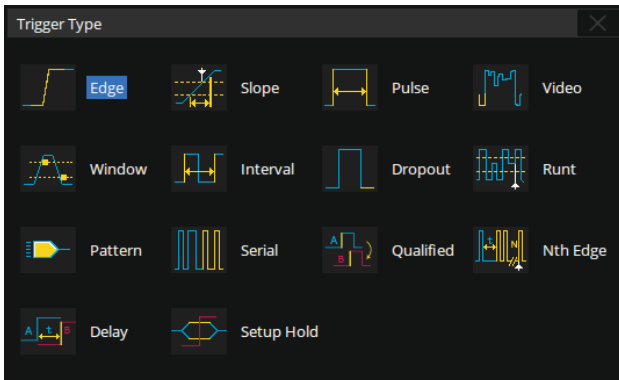 Trigger Type
Edge Slope Pulse Video
Window Interval Dropout Runt
Pattern Serial A B Qualified t N Nth Edge
A t B Delay Setup Hold